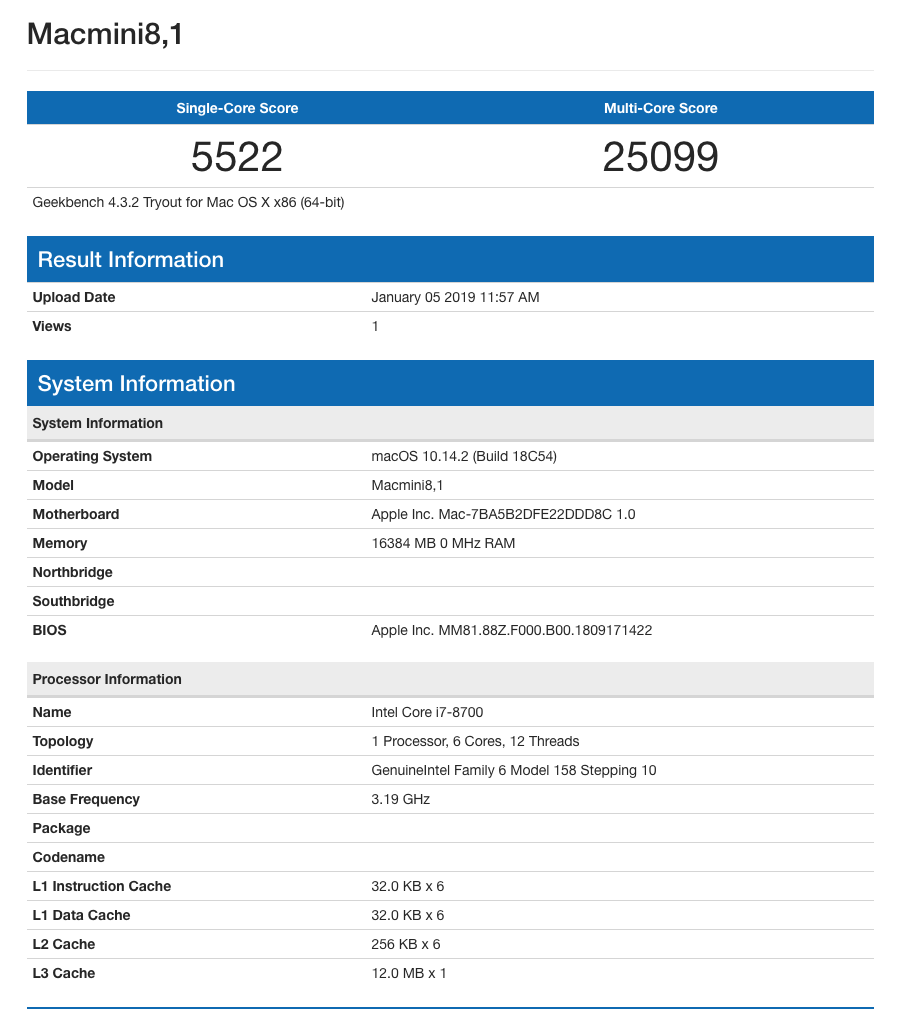 Macmini8,1
Single-Core Score Multi-Core Score
5522 25099
Geekbench 4.3.2 Tryout for Mac OS X x86 (64-bit)
Result Information
Upload Date January 05 2019 11:57 AM
Views 1
System Information
System Information
Operating System macOS 10.14.2 (Build 18C54)
Model Macmini8,1
Motherboard Apple Inc. Mac-7BA5B2DFE22DDD8C 1.0
Memory 16384 MB 0 MHz RAM
Northbridge
Southbridge
BIOS Apple Inc. MM81.88Z.F000.B00.1809171422
Processor Information
Name Intel Core i7-8700
Topology 1 Processor, 6 Cores, 12 Threads
Identifier GenuineIntel Family 6 Model 158 Stepping 10
Base Frequency 3.19 GHz
Package
Codename
L1 Instruction Cache 32.0 KB x 6
L1 Data Cache 32.0 KB x 6
L2 Cache 256 KB x 6
L3 Cache 12.0 MB x 1